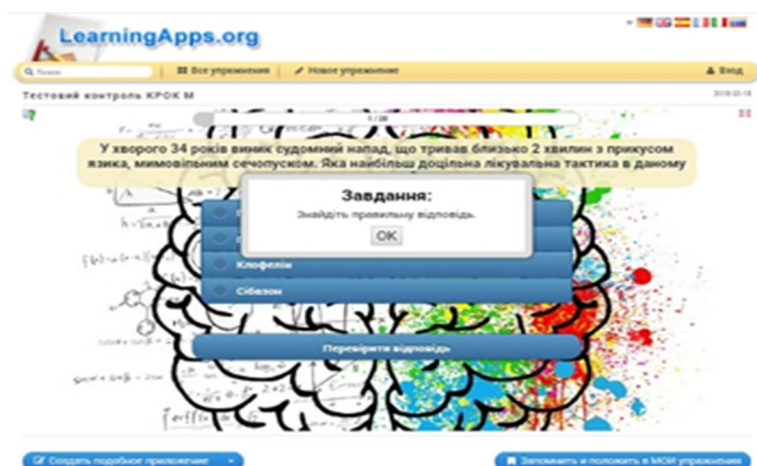 LearningApps.org
Поиск
Все упражнения
Новое упражнение
Вход
Тестовий контроль КРОК М
2018-03-18
1 / 28
У хворого 34 років виник судомний напад, що тривав близько 2 хвилин з прикусом
язика, мимовільним сечопуском. Яка найбільш доцільна лікувальна тактика в даному
Завдання:
Знайдіть правильну відповідь.
OK
Клофелін
Сібазон
Перевірити відповідь
Создать подобное приложение
Запомнить и положить в МОИ упражнения